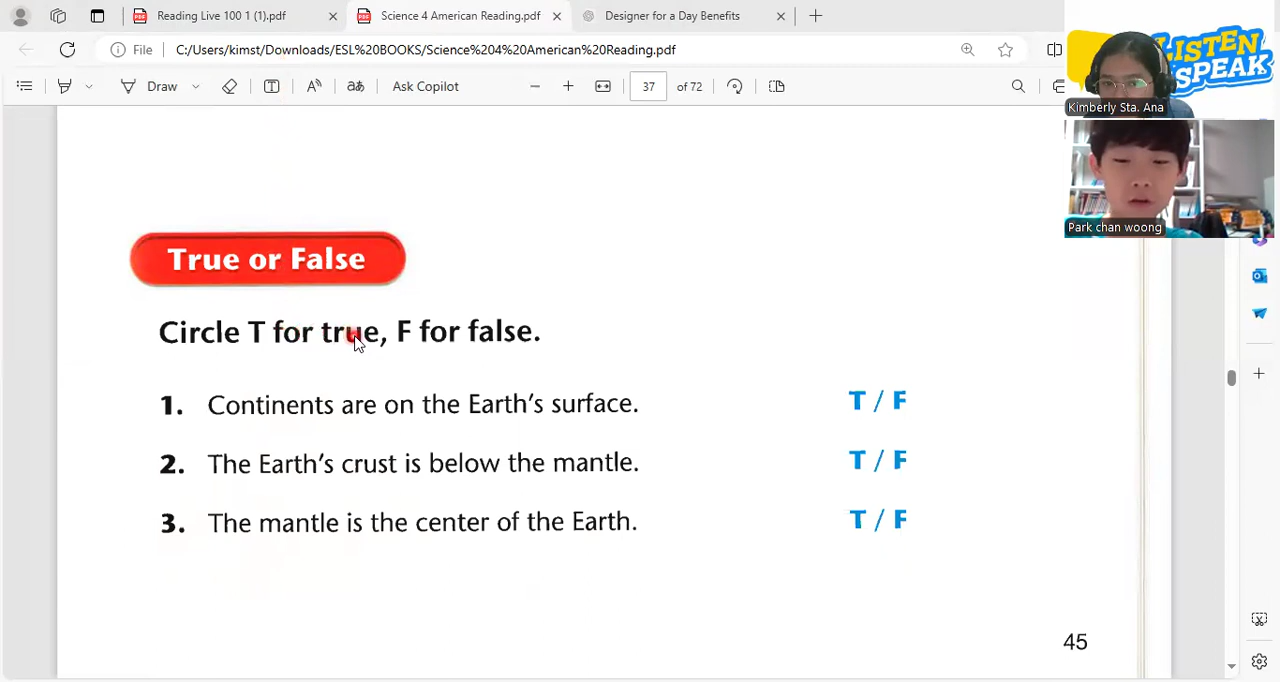 Reading Live 100 1 (1).pdf
Science 4 American Reading.pdf
Designer for a Day Benefits
File
C:/Users/kimst/Downloads/ESL%20BOOKS/Science%204%20American%20Reading.pdf
Draw
Ask Copilot
37
of 72
LISTEN
SPEAK
Kimberly Sta. Ana
Park chan woong
True or False
Circle T for true, F for false.
1. Continents are on the Earth's surface. T / F
2. The Earth's crust is below the mantle. T / F
3. The mantle is the center of the Earth. T / F
45